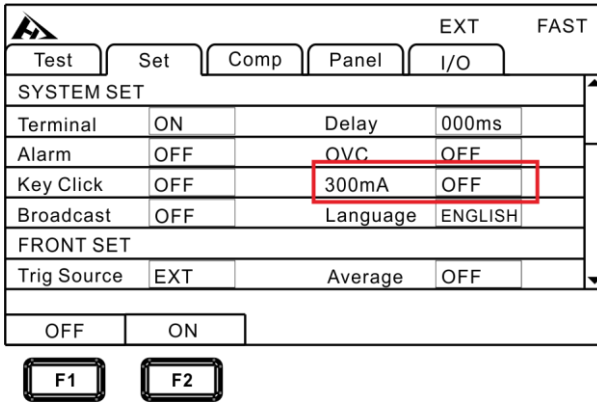 EXT FAST
Test Set Comp Panel I/O
SYSTEM SET
Terminal ON Delay 000ms
Alarm OFF OVC OFF
Key Click OFF 300mA OFF
Broadcast OFF Language ENGLISH
FRONT SET
Trig Source EXT Average OFF
OFF ON
F1 F2